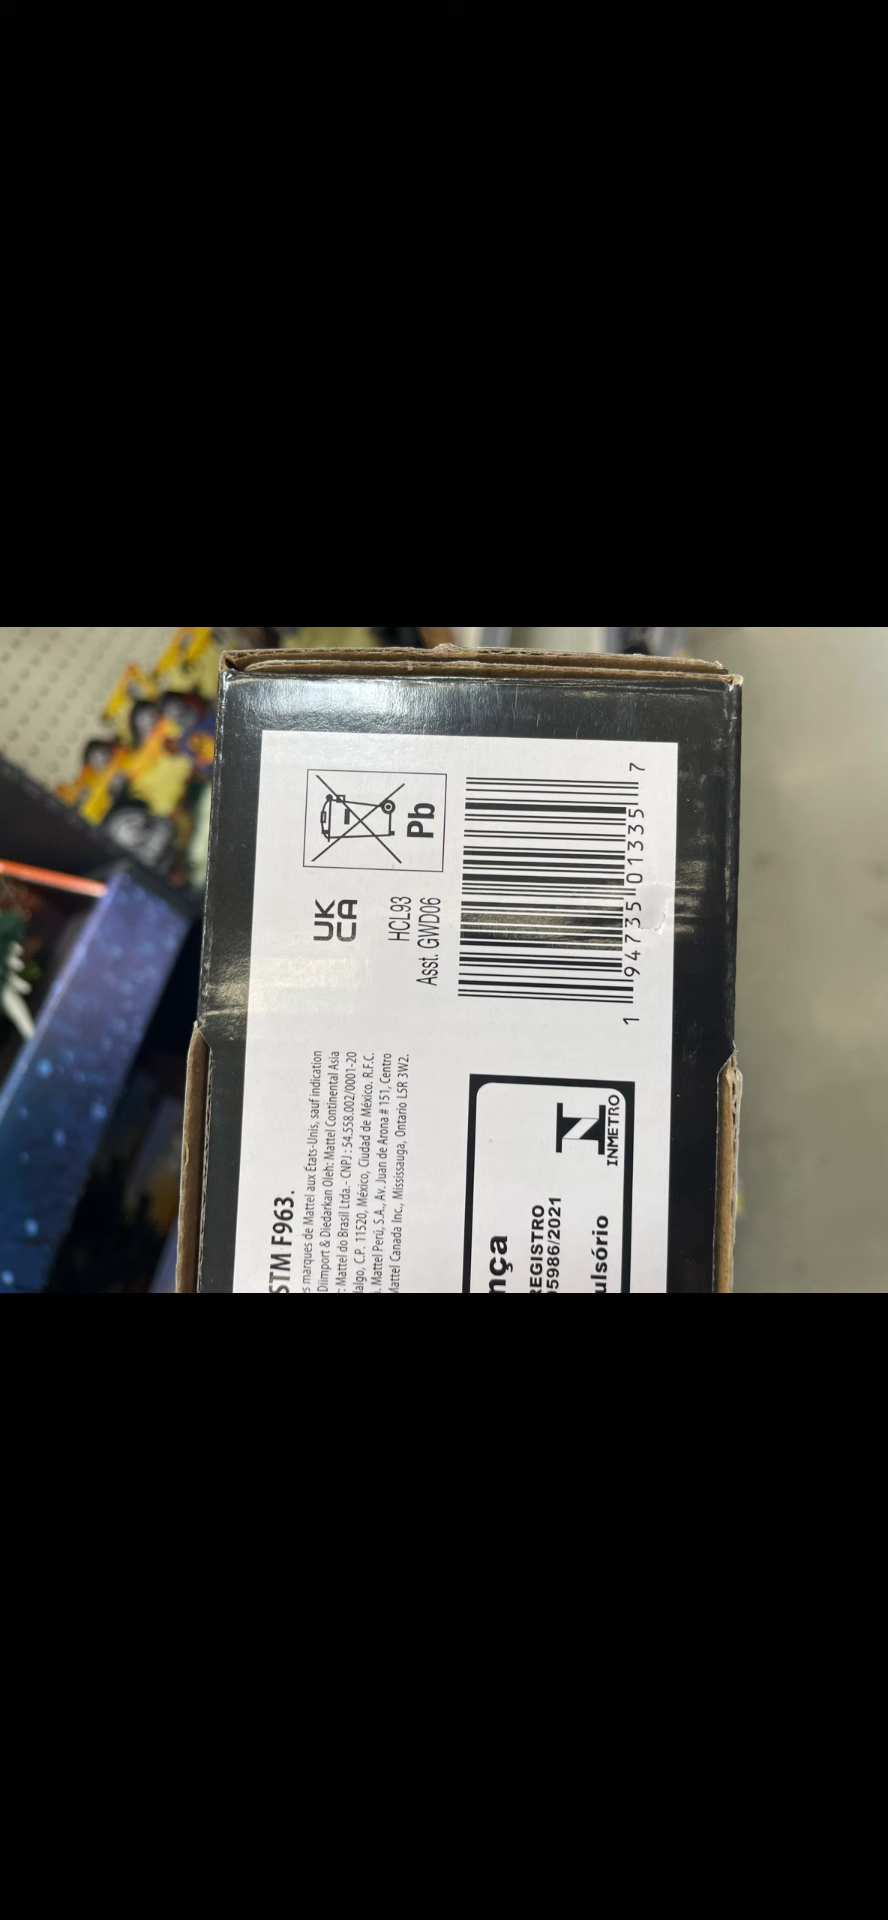 STM F963.
s marques de Mattel aux États-Unis, sauf indication
Diimport & Diedarkan Oleh: Mattel Continental Asia
: Mattel do Brasil Ltda.- CNPJ : 54.558.002/0001-20
dalgo, C.P. 11520, México, Ciudad de México. R.F.C.
. Mattel Perú, S.A., Av. Juan de Arona # 151, Centro
Mattel Canada Inc., Mississauga, Ontario L5R 3W2.
UK
CA
HCL93
Asst. GWD06
Pb
1 94735 01335 7
nça
REGISTRO
5986/2021
ulsório
N
INMETRO